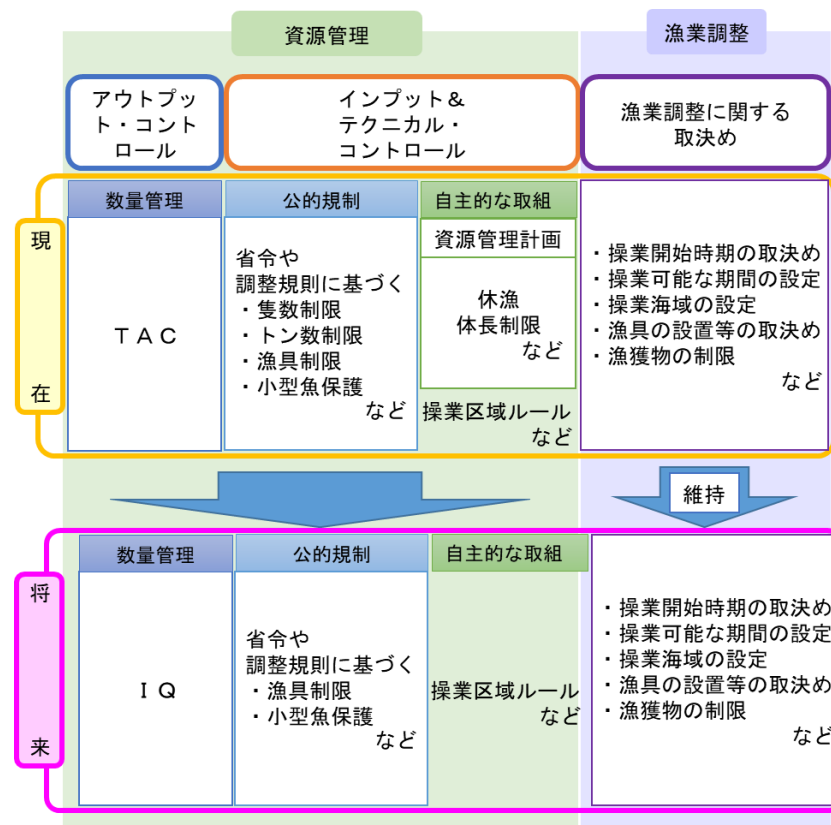 資源管理
漁業調整
アウトプッ
ト・コント
ロール
インプット＆
テクニカル・
コントロール
漁業調整に関する
取決め
現
在
数量管理
ＴＡＣ
公的規制
省令や
調整規則に基づく
・隻数制限
・トン数制限
・漁具制限
・小型魚保護
など
自主的な取組
資源管理計画
休漁
体長制限
など
操業区域ルール
など
・操業開始時期の取決め
・操業可能な期間の設定
・操業海域の設定
・漁具の設置等の取決め
・漁獲物の制限
など
維持
将
来
数量管理
ＩＱ
公的規制
省令や
調整規則に基づく
・漁具制限
・小型魚保護
など
自主的な取組
操業区域ルール
など
・操業開始時期の取決め
・操業可能な期間の設定
・操業海域の設定
・漁具の設置等の取決め
・漁獲物の制限
など